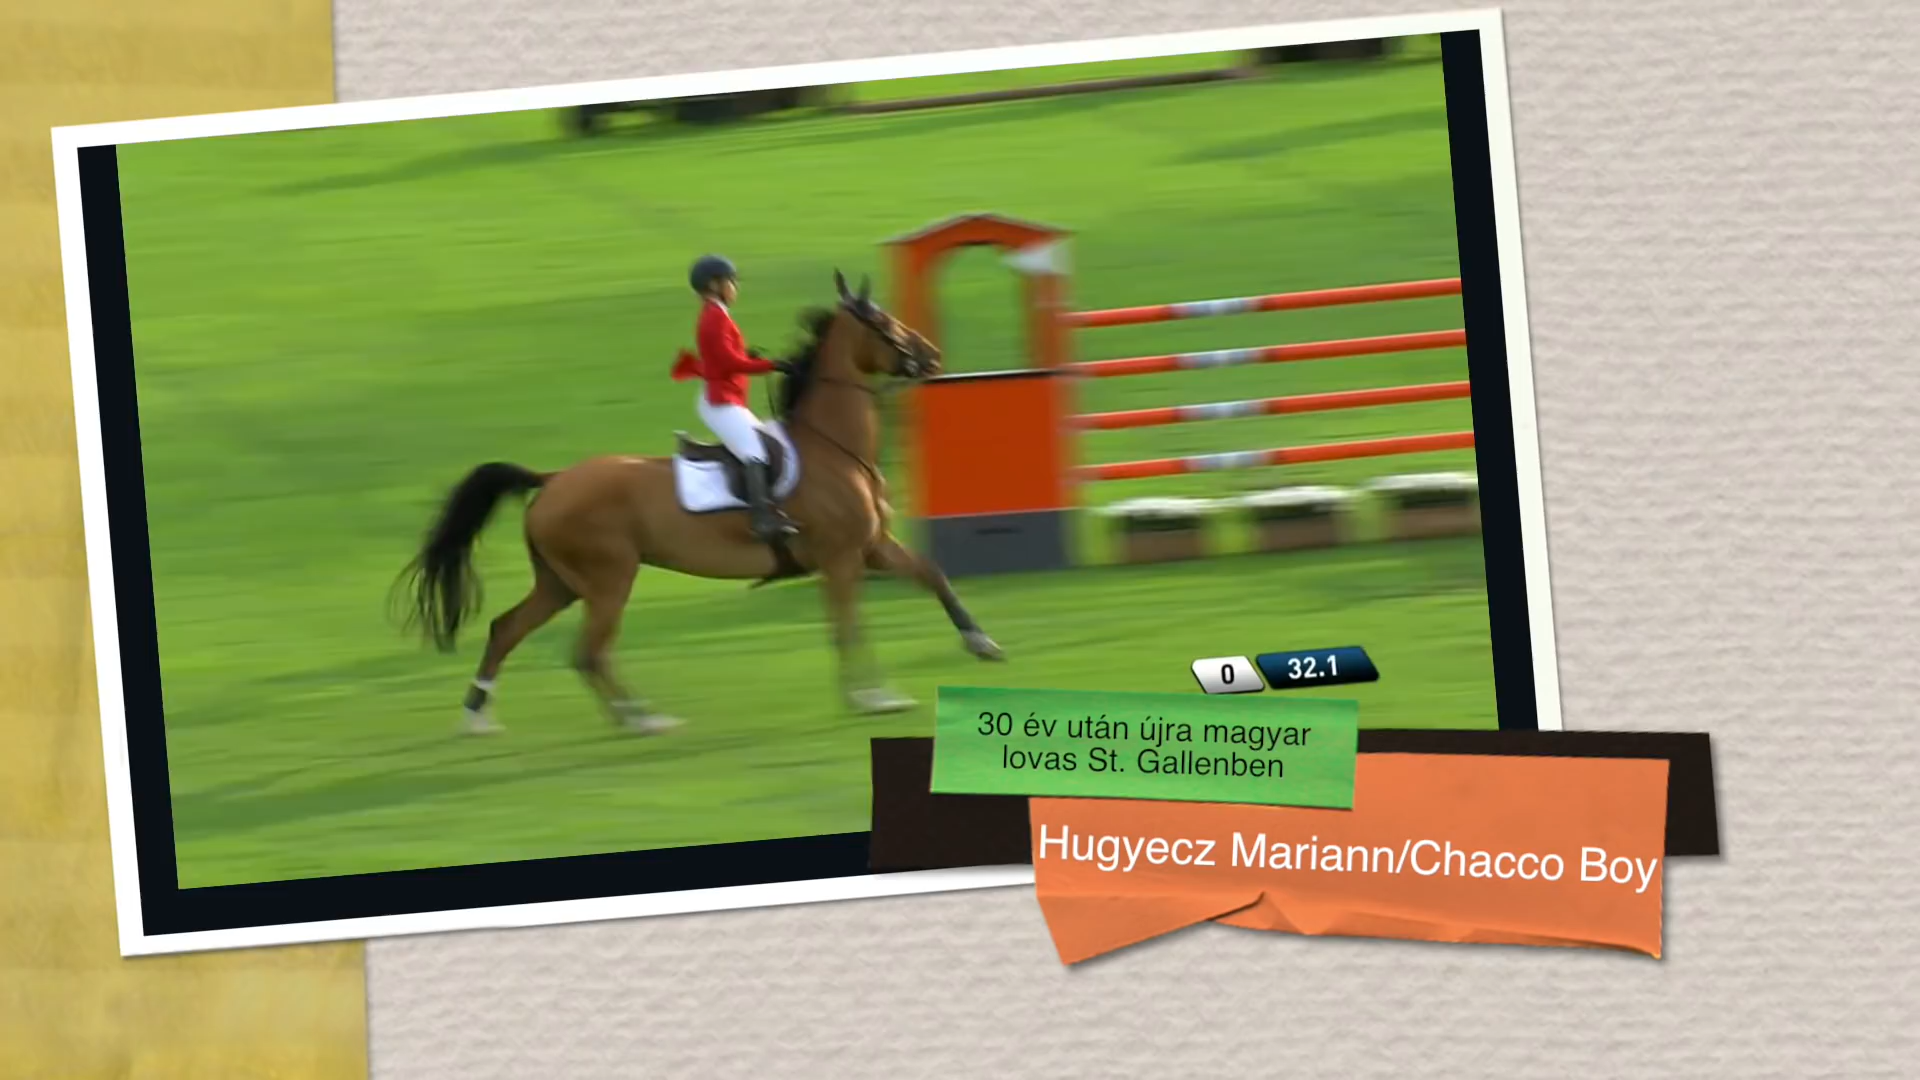 0 32.1
30 év után újra magyar
lovas St. Gallenben
Hugyecz Mariann/Chacco Boy